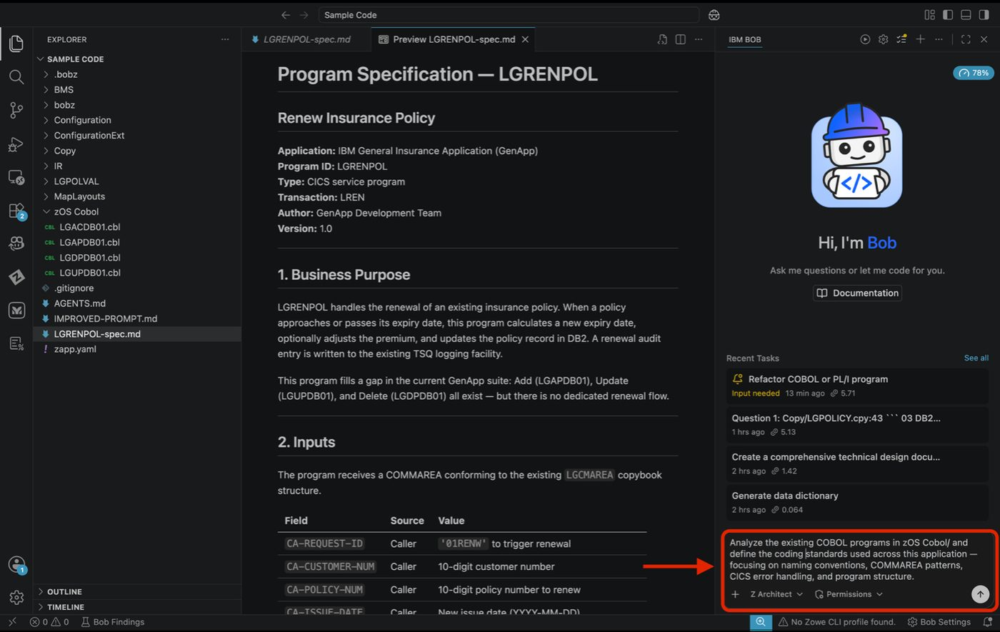 Sample Code
EXPLORER
SAMPLE CODE
.bobz
BMS
bobz
Configuration
ConfigurationExt
Copy
IR
LGPOLVAL
MapLayouts
zOS Cobol
CBL LGACDB01.cbl
CBL LGAPDB01.cbl
CBL LGDPDB01.cbl
CBL LGUPDB01.cbl
.gitignore
AGENTS.md
IMPROVED-PROMPT.md
LGRENPOL-spec.md
! zapp.yaml
OUTLINE
TIMELINE
2
1
LGRENPOL-spec.md
Preview LGRENPOL-spec.md
Program Specification — LGRENPOL
Renew Insurance Policy
Application: IBM General Insurance Application (GenApp)
Program ID: LGRENPOL
Type: CICS service program
Transaction: LREN
Author: GenApp Development Team
Version: 1.0
1. Business Purpose
LGRENPOL handles the renewal of an existing insurance policy. When a policy
approaches or passes its expiry date, this program calculates a new expiry date,
optionally adjusts the premium, and updates the policy record in DB2. A renewal audit
entry is written to the existing TSQ logging facility.
This program fills a gap in the current GenApp suite: Add (LGAPDB01), Update
(LGUPDB01), and Delete (LGDPDB01) all exist — but there is no dedicated renewal flow.
2. Inputs
The program receives a COMMAREA conforming to the existing LGCMAREA copybook
structure.
Field Source Value
CA-REQUEST-ID Caller '01RENW' to trigger renewal
CA-CUSTOMER-NUM Caller 10-digit customer number
CA-POLICY-NUM Caller 10-digit policy number to renew
CA-ISSUE-DATE Caller New issue date (YYYY-MM-DD)
IBM BOB
78%
</>
Hi, I'm Bob
Ask me questions or let me code for you.
Documentation
Recent Tasks See all
Refactor COBOL or PL/I program
Input needed 13 min ago 5.71
Question 1: Copy/LGPOLICY.cpy:43 ``` 03 DB2...
1 hrs ago 5.13
Create a comprehensive technical design docu...
2 hrs ago 1.42
Generate data dictionary
2 hrs ago 0.064
Analyze the existing COBOL programs in zOS Cobol/ and
define the coding standards used across this application —
focusing on naming conventions, COMMAREA patterns,
CICS error handling, and program structure.
Z Architect Permissions
0 0 Bob Findings
No Zowe CLI profile found. Bob Settings